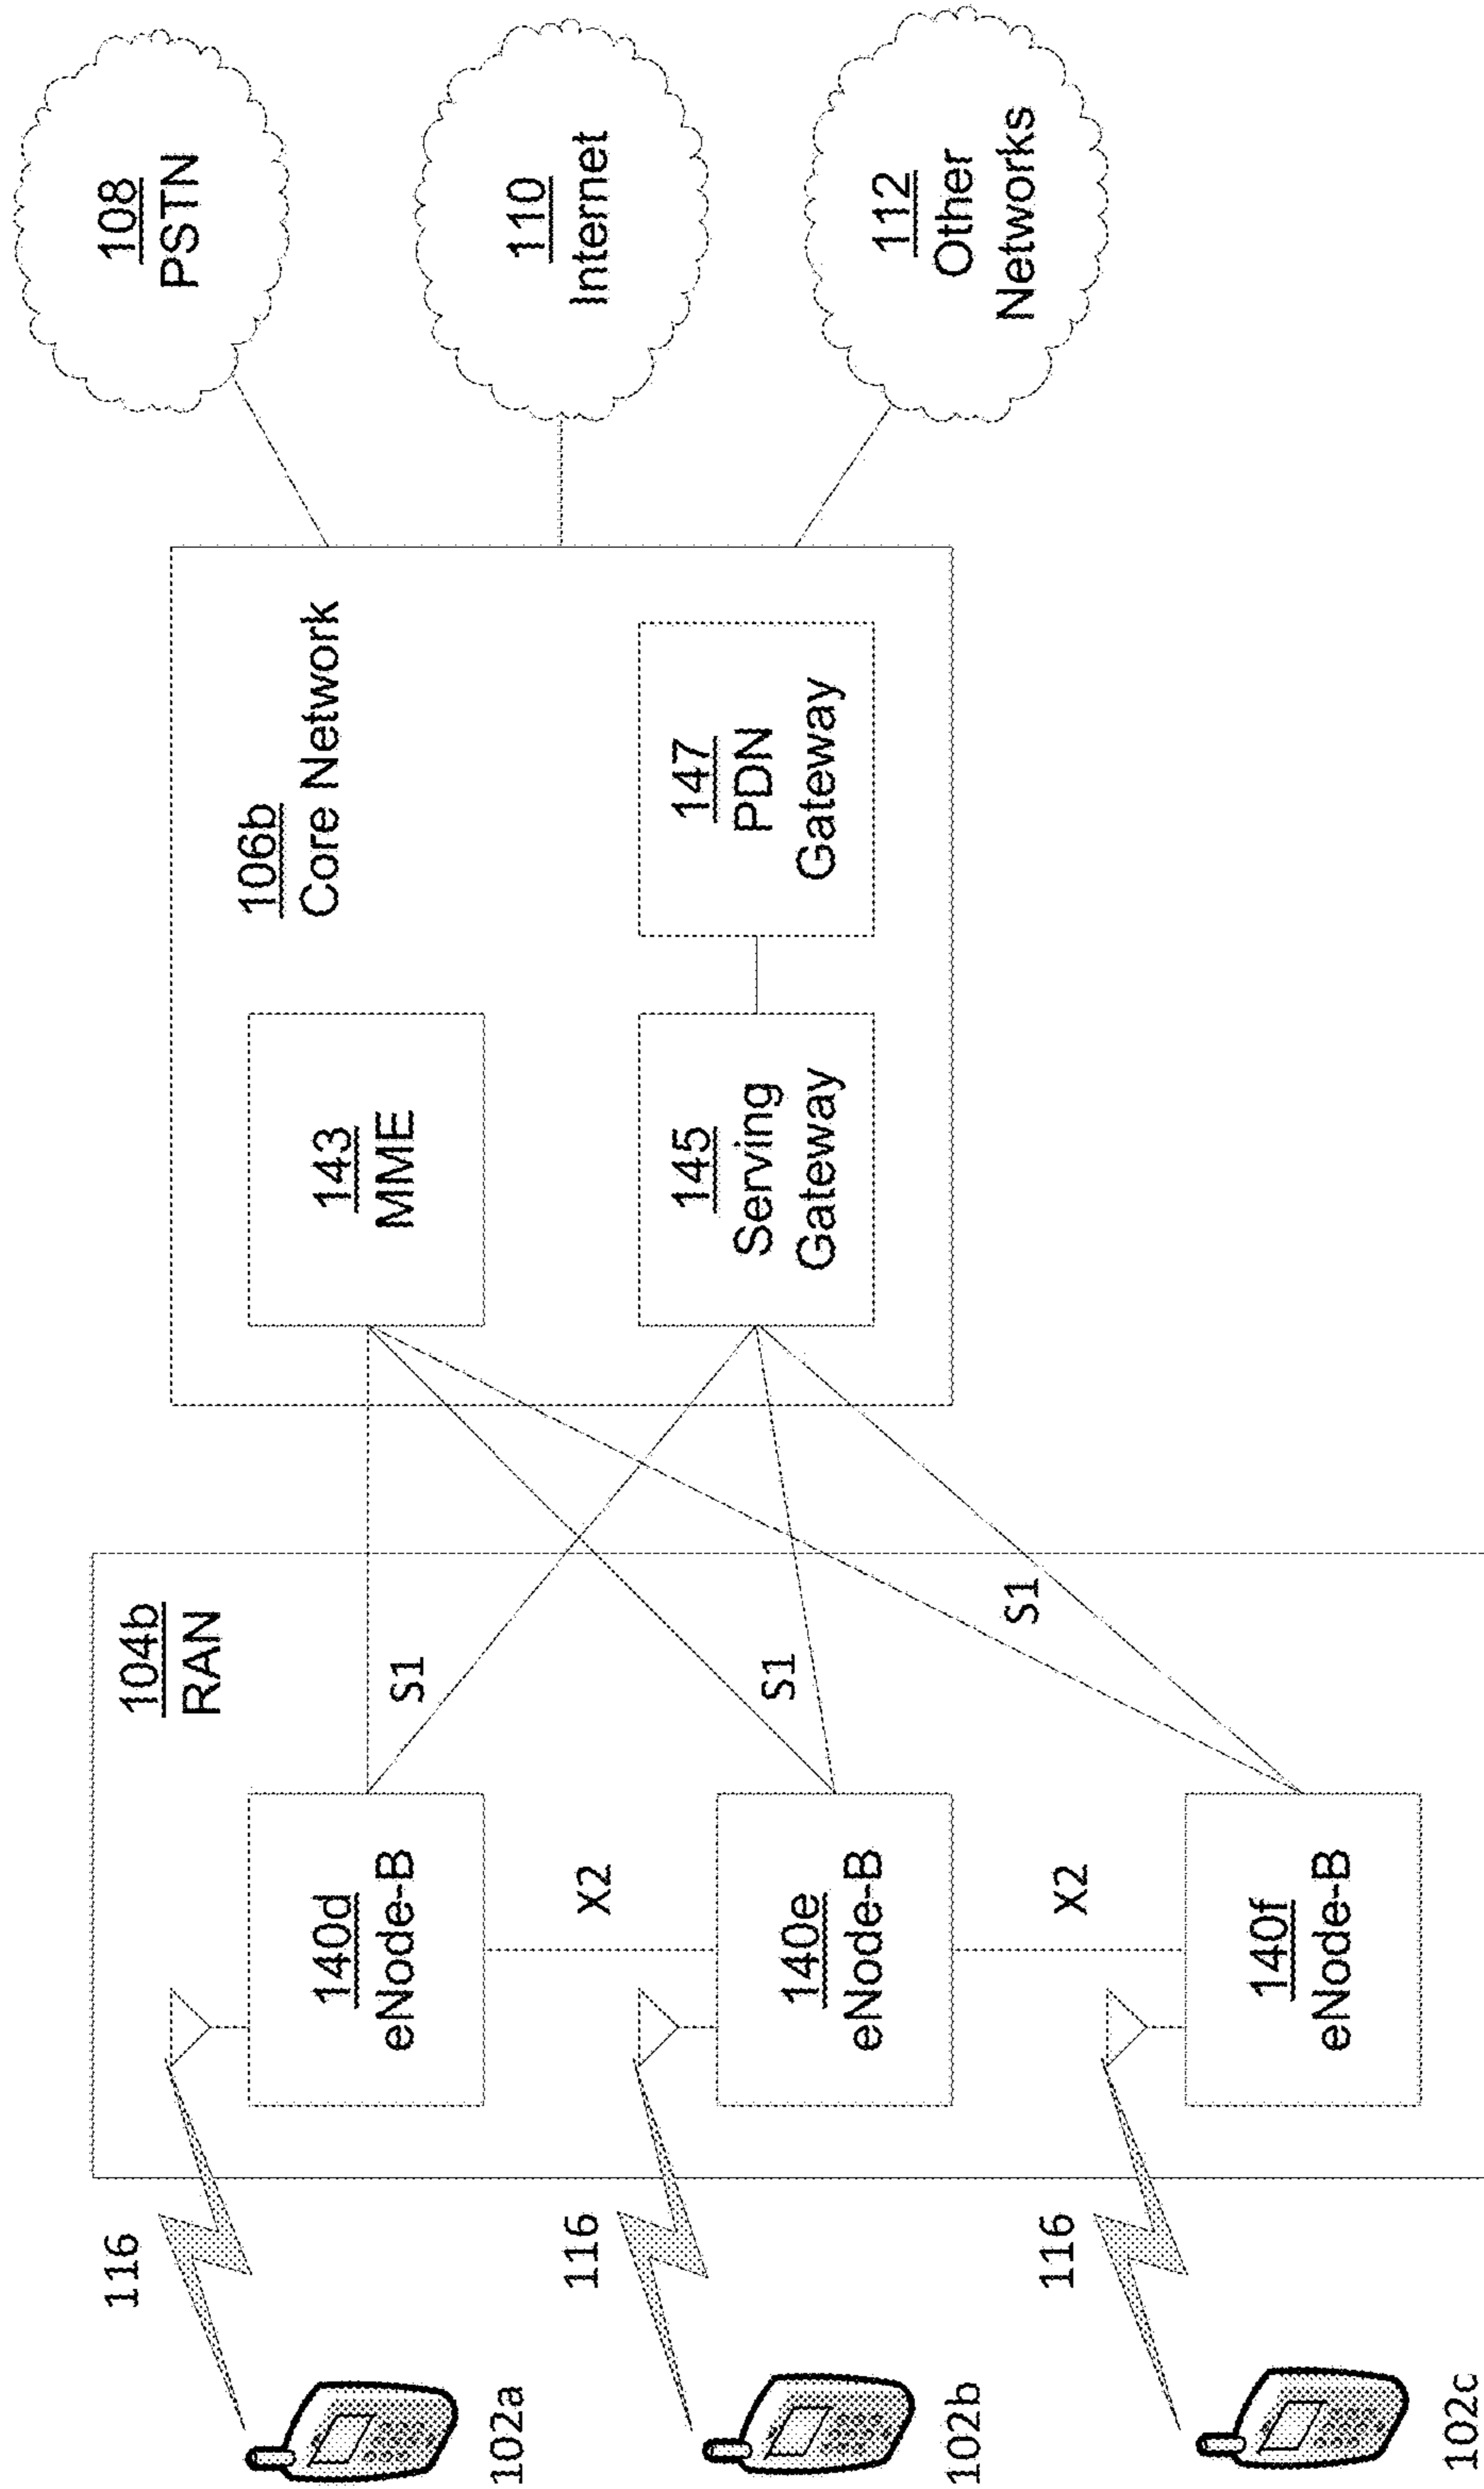 116
102a
116
102b
116
102c
104b
RAN
140d
eNode-B
X2
140e
eNode-B
X2
140f
eNode-B
S1
S1
S1
106b
Core Network
143
MME
145
Serving
Gateway
147
PDN
Gateway
108
PSTN
110
Internet
112
Other
Networks